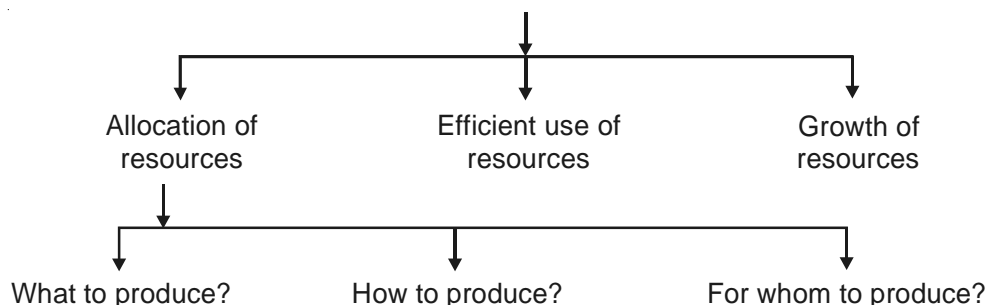 Allocation of
resources
Efficient use of
resources
Growth of
resources
What to produce?
How to produce?
For whom to produce?